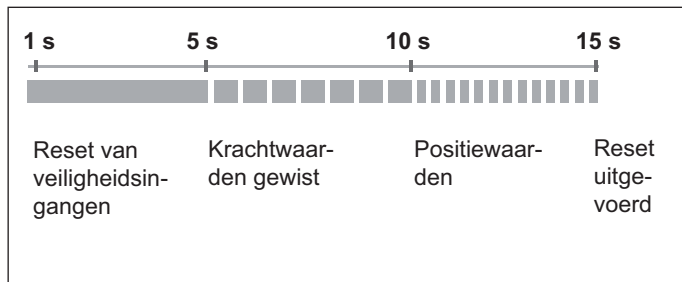 1 s 5 s 10 s 15 s
Reset van
veiligheidsin-
gangen
Krachtwaar-
den gewist
Positiewaar-
den
Reset
uitge-
voerd